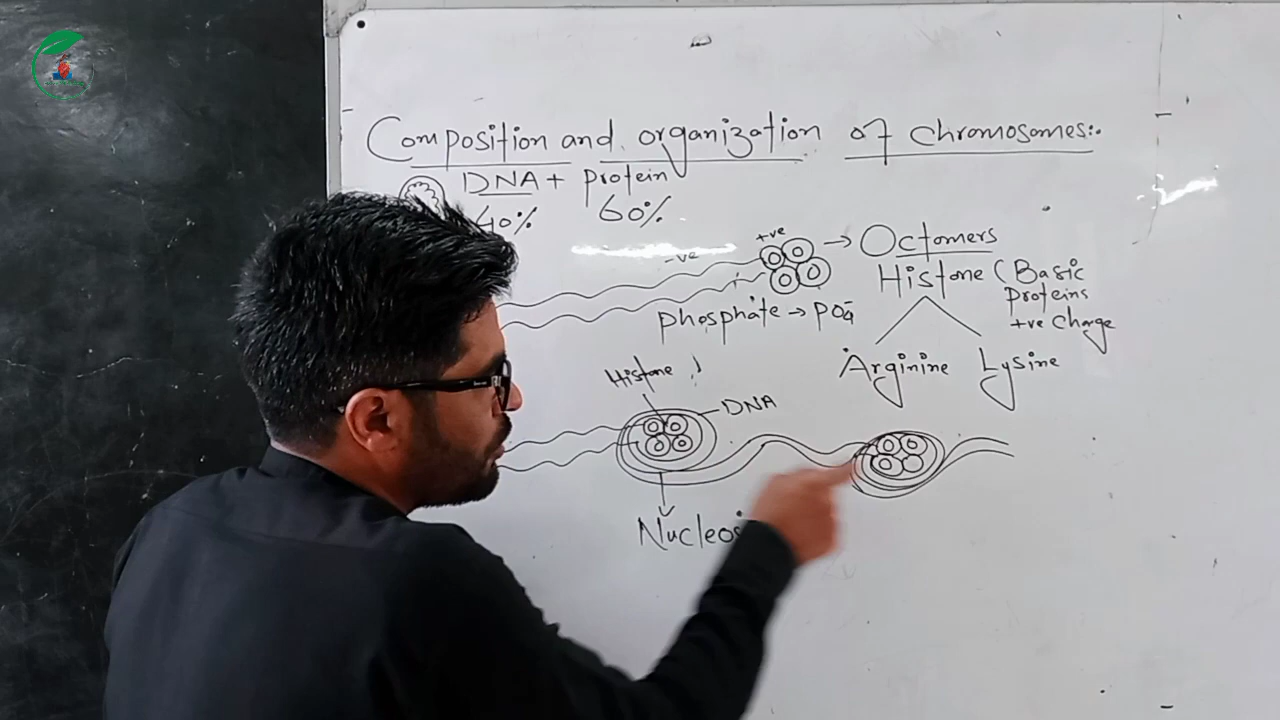 Composition and organization of chromosomes:.
DNA + protein
40% 60%
+ve
-ve
→ Octomers
Histone (Basic
proteins
+ve charge
phosphate → PO4-
Arginine Lysine
Histone
DNA